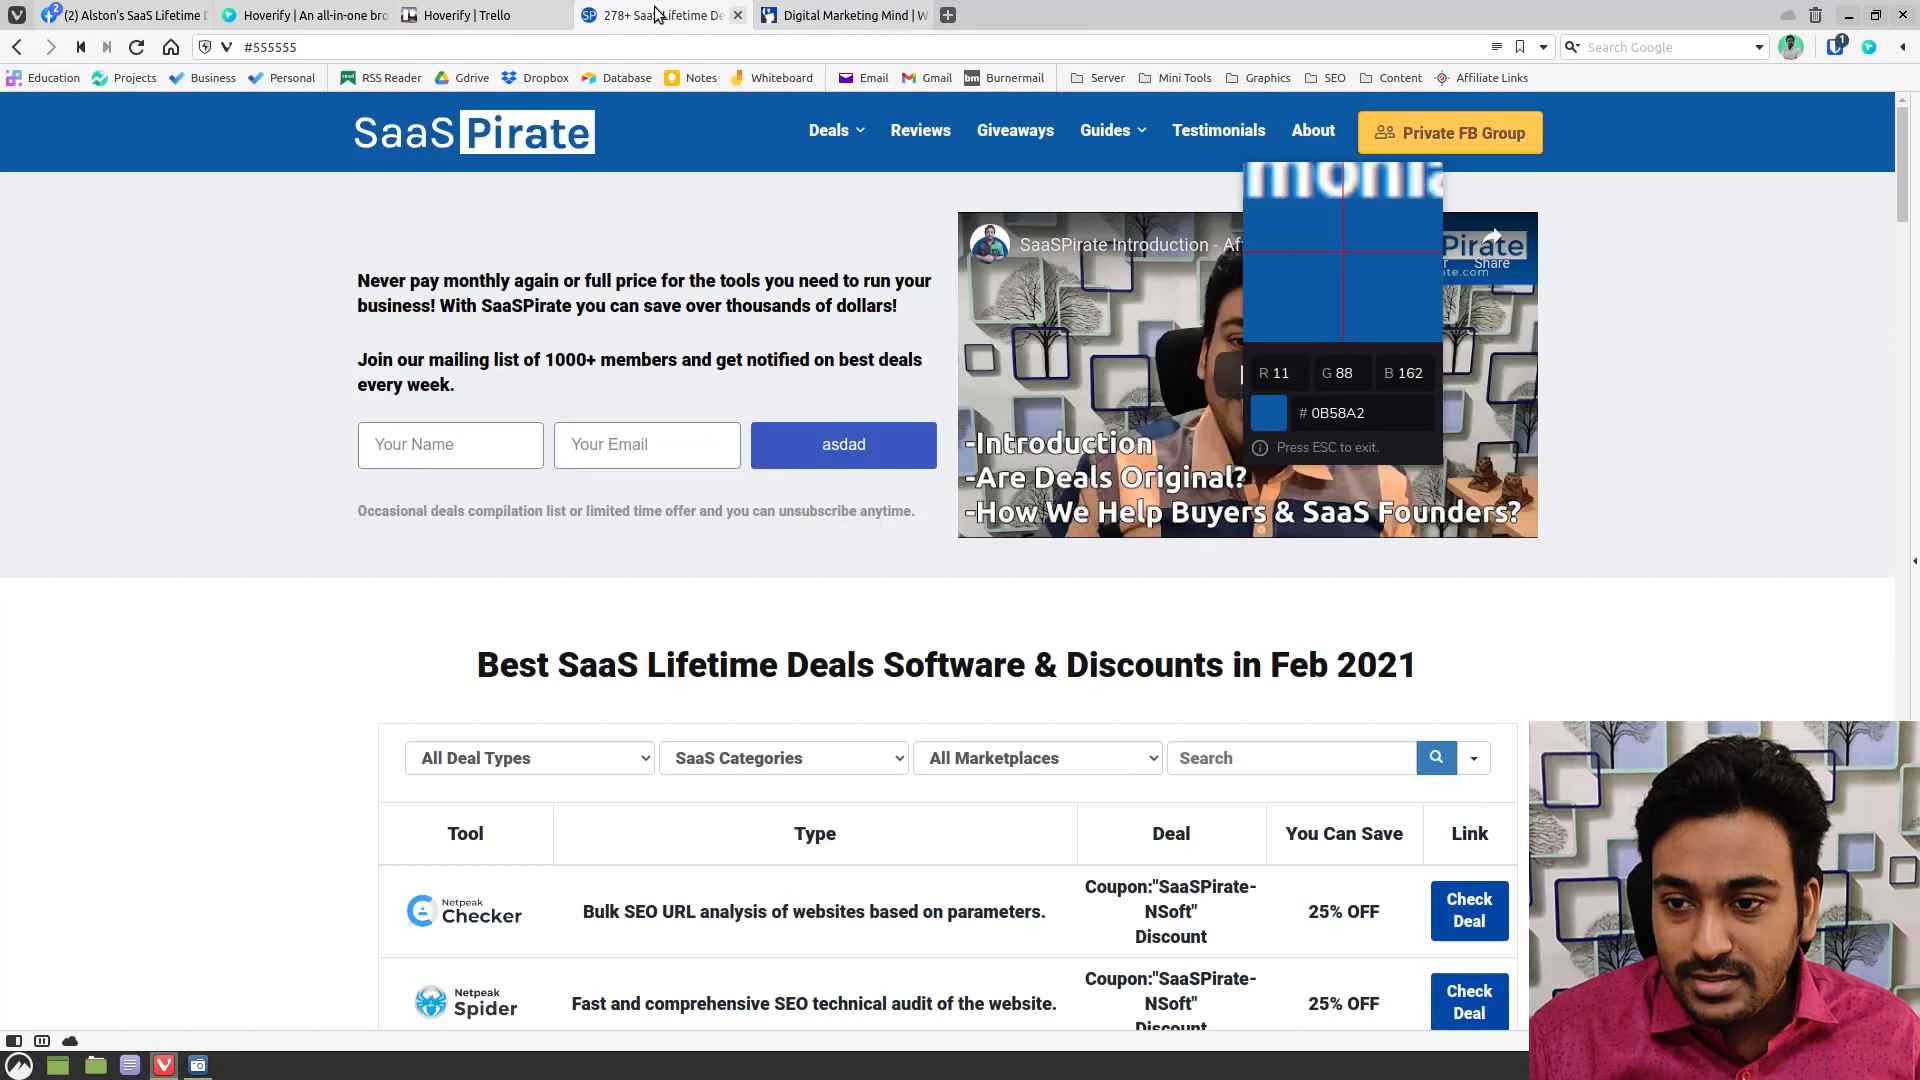 (2) Alston's SaaS Lifetime D
Hoverify | An all-in-one bro
Hoverify | Trello
278+ SaaS Lifetime De
Digital Marketing Mind | W
#555555
Search Google
1
Education
Projects
Business
Personal
RSS Reader
Gdrive
Dropbox
Database
Notes
Whiteboard
Email
Gmail
bm Burnermail
Server
Mini Tools
Graphics
SEO
Content
Affiliate Links
SaaS Pirate
Deals
Reviews
Giveaways
Guides
Testimonials
About
Private FB Group
monia
SaaSPirate Introduction - Af
Pirate
te.com
Share
R 11 G 88 B 162
# 0B58A2
Press ESC to exit.
-Introduction
-Are Deals Original?
-How We Help Buyers & SaaS Founders?
Never pay monthly again or full price for the tools you need to run your
business! With SaaSPirate you can save over thousands of dollars!
Join our mailing list of 1000+ members and get notified on best deals
every week.
Your Name
Your Email
asdad
Occasional deals compilation list or limited time offer and you can unsubscribe anytime.
Best SaaS Lifetime Deals Software & Discounts in Feb 2021
All Deal Types
SaaS Categories
All Marketplaces
Search
Tool
Type
Deal
You Can Save
Link
Netpeak
Checker
Bulk SEO URL analysis of websites based on parameters.
Coupon:"SaaSPirate-
NSoft"
Discount
25% OFF
Check
Deal
Netpeak
Spider
Fast and comprehensive SEO technical audit of the website.
Coupon:"SaaSPirate-
NSoft"
Discount
25% OFF
Check
Deal